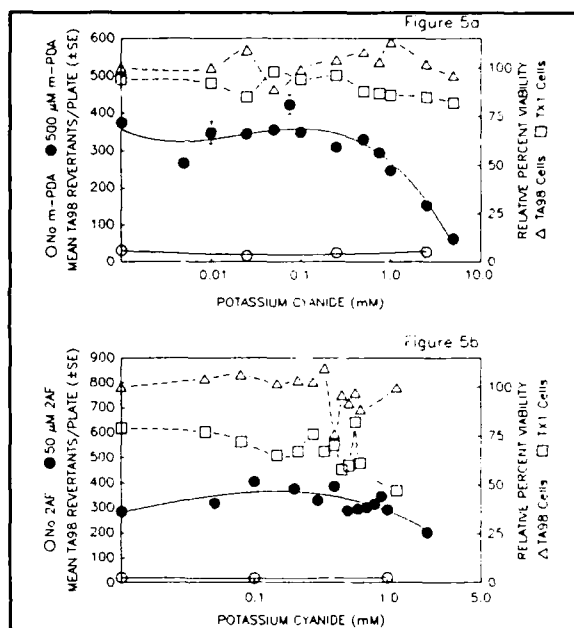 Figure 5a
○ No m-PDA ● 500 μM m-PDA
MEAN TA98 REVERTANTS/PLATE (±SE)
600
500
400
300
200
100
0
100
75
50
25
0
RELATIVE PERCENT VIABILITY
△ TA98 Cells □ TX1 Cells
0.01 0.1 1.0 10.0
POTASSIUM CYANIDE (mM)
Figure 5b
○ No 2AF ● 50 μM 2AF
MEAN TA98 REVERTANTS/PLATE (±SE)
900
800
700
600
500
400
300
200
100
0
100
75
50
25
0
RELATIVE PERCENT VIABILITY
△ TA98 Cells □ TX1 Cells
0.1 1.0 5.0
POTASSIUM CYANIDE (mM)